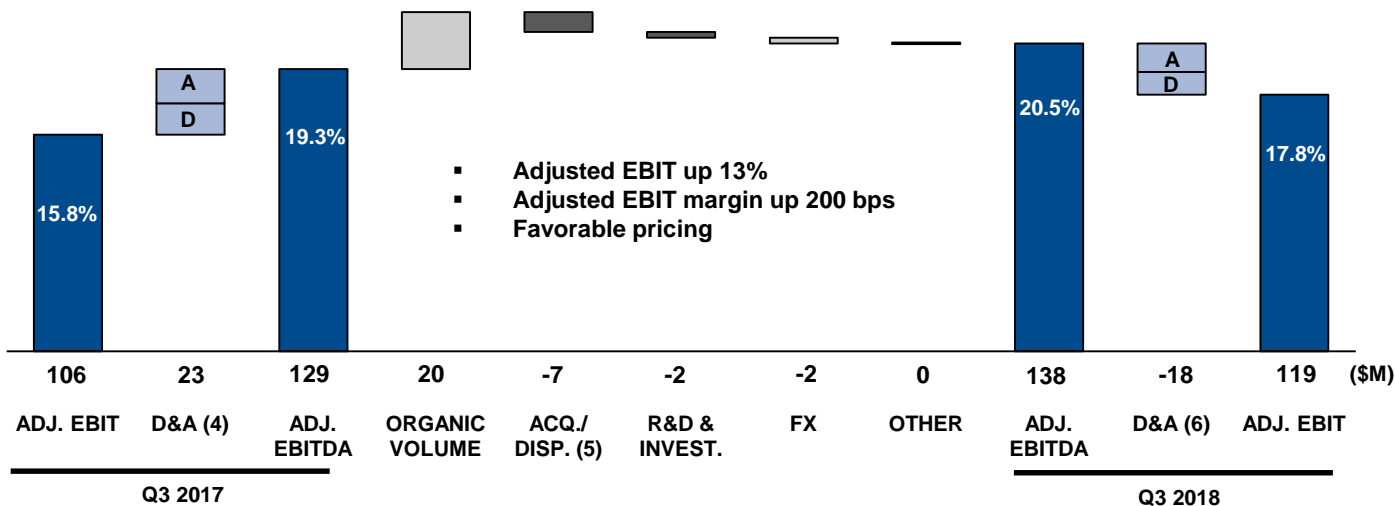 A
D
A
D
15.8%
19.3%
20.5%
17.8%
▪ Adjusted EBIT up 13%
▪ Adjusted EBIT margin up 200 bps
▪ Favorable pricing
106 23 129 20 -7 -2 -2 0 138 -18 119 ($M)
ADJ. EBIT D&A (4) ADJ. ORGANIC ACQ./ R&D & FX OTHER ADJ. D&A (6) ADJ. EBIT
EBITDA VOLUME DISP. (5) INVEST. EBITDA
Q3 2017 Q3 2018